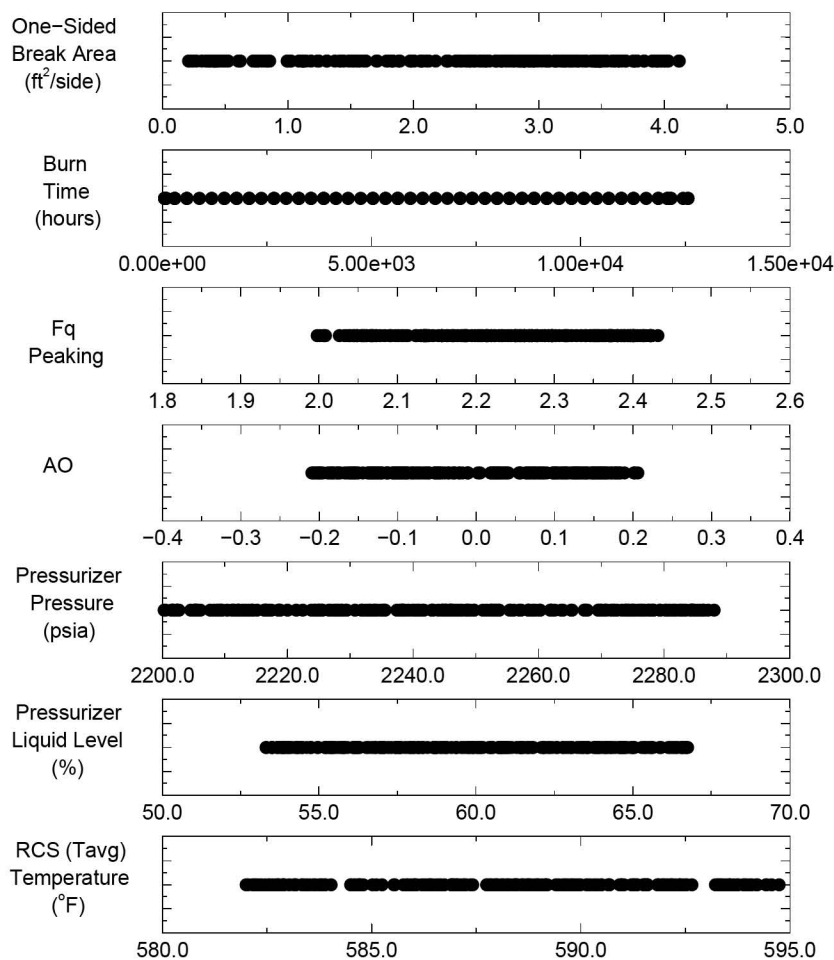 One−Sided
Break Area
(ft²/side)
0.0 1.0 2.0 3.0 4.0 5.0
Burn
Time
(hours)
0.00e+00 5.00e+03 1.00e+04 1.50e+04
Fq
Peaking
1.8 1.9 2.0 2.1 2.2 2.3 2.4 2.5 2.6
AO
−0.4 −0.3 −0.2 −0.1 0.0 0.1 0.2 0.3 0.4
Pressurizer
Pressure
(psia)
2200.0 2220.0 2240.0 2260.0 2280.0 2300.0
Pressurizer
Liquid Level
(%)
50.0 55.0 60.0 65.0 70.0
RCS (Tavg)
Temperature
(°F)
580.0 585.0 590.0 595.0